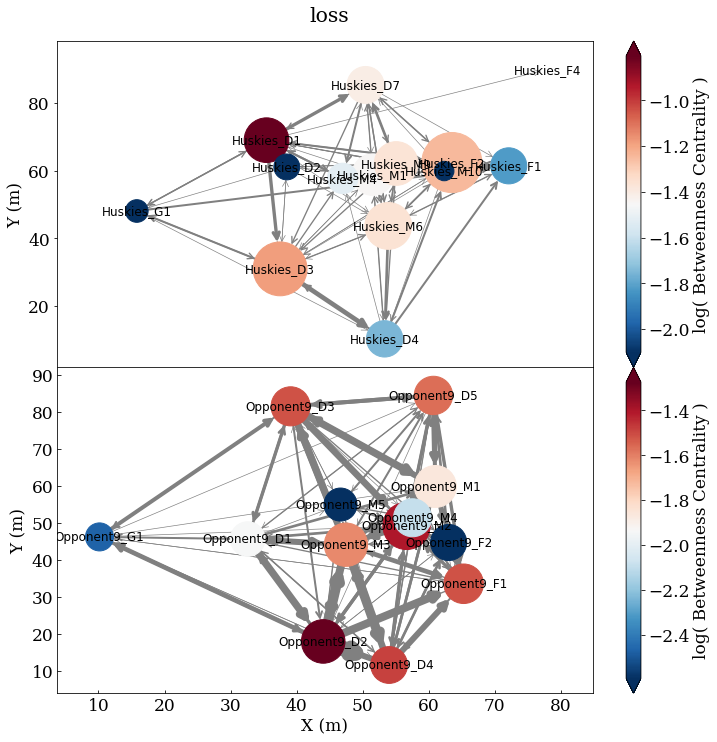 loss
Huskies_F4
Huskies_D7
Huskies_D1
Huskies_D2
Huskies_F2
Huskies_F1
Huskies_M10
Huskies_M1
Huskies_M4
Huskies_G1
Huskies_M6
Huskies_D3
Huskies_D4
80
60
40
20
Y (m)
−1.0
−1.2
−1.4
−1.6
−1.8
−2.0
log( Betweenness Centrality )
Opponent9_D5
Opponent9_D3
Opponent9_M1
Opponent9_M5
Opponent9_M4
Opponent9_M2
Opponent9_G1
Opponent9_D1
Opponent9_M3
Opponent9_F2
Opponent9_F1
Opponent9_D2
Opponent9_D4
90
80
70
60
50
40
30
20
10
Y (m)
10 20 30 40 50 60 70 80
X (m)
−1.4
−1.6
−1.8
−2.0
−2.2
−2.4
log( Betweenness Centrality )